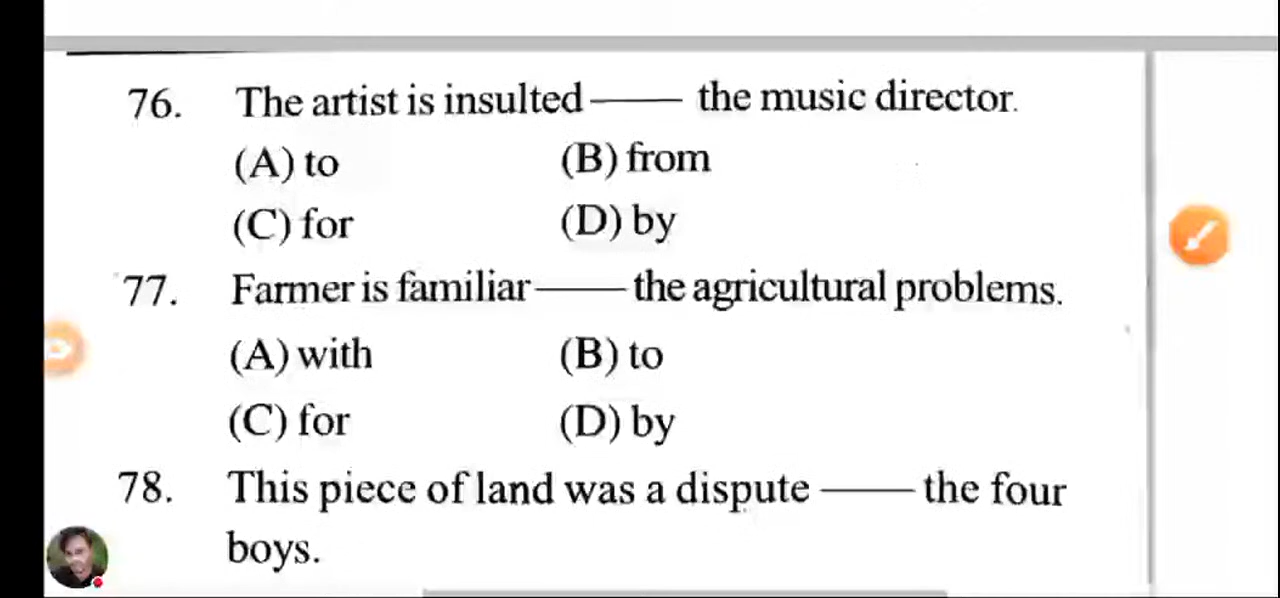 76. The artist is insulted —— the music director.
(A) to (B) from
(C) for (D) by
77. Farmer is familiar —— the agricultural problems.
(A) with (B) to
(C) for (D) by
78. This piece of land was a dispute —— the four
boys.